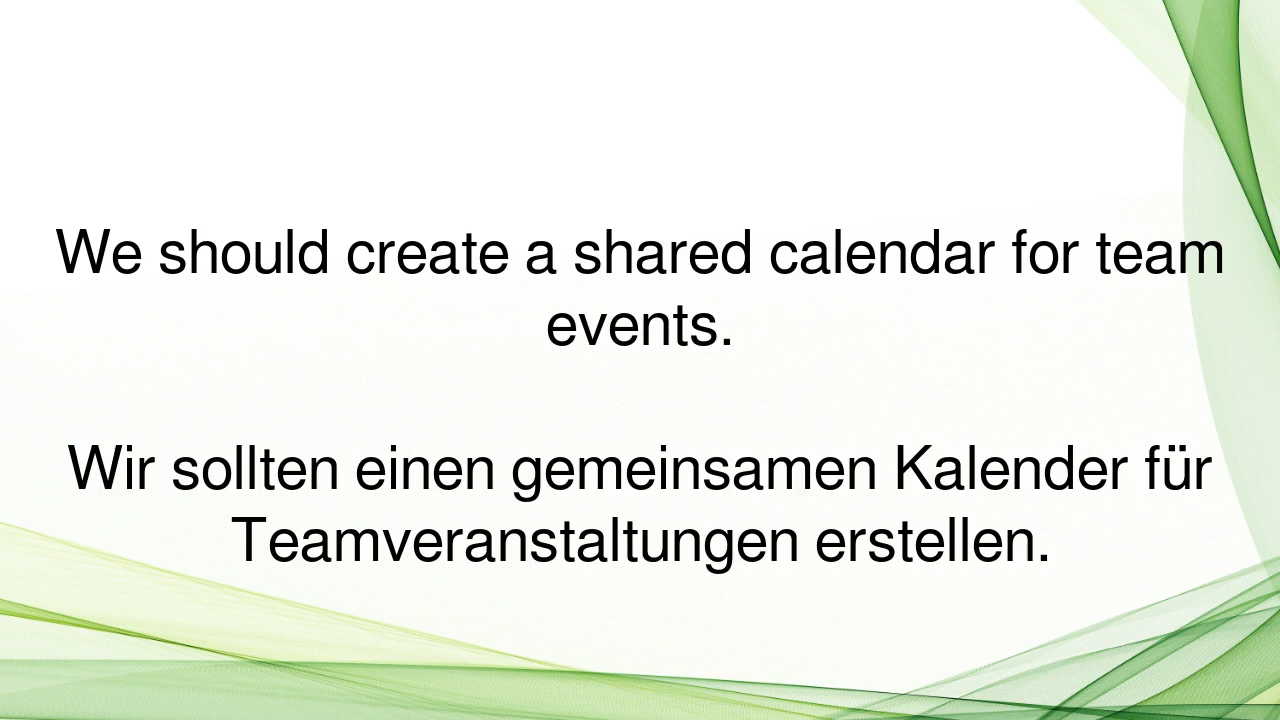 We should create a shared calendar for team
events.
Wir sollten einen gemeinsamen Kalender für
Teamveranstaltungen erstellen.